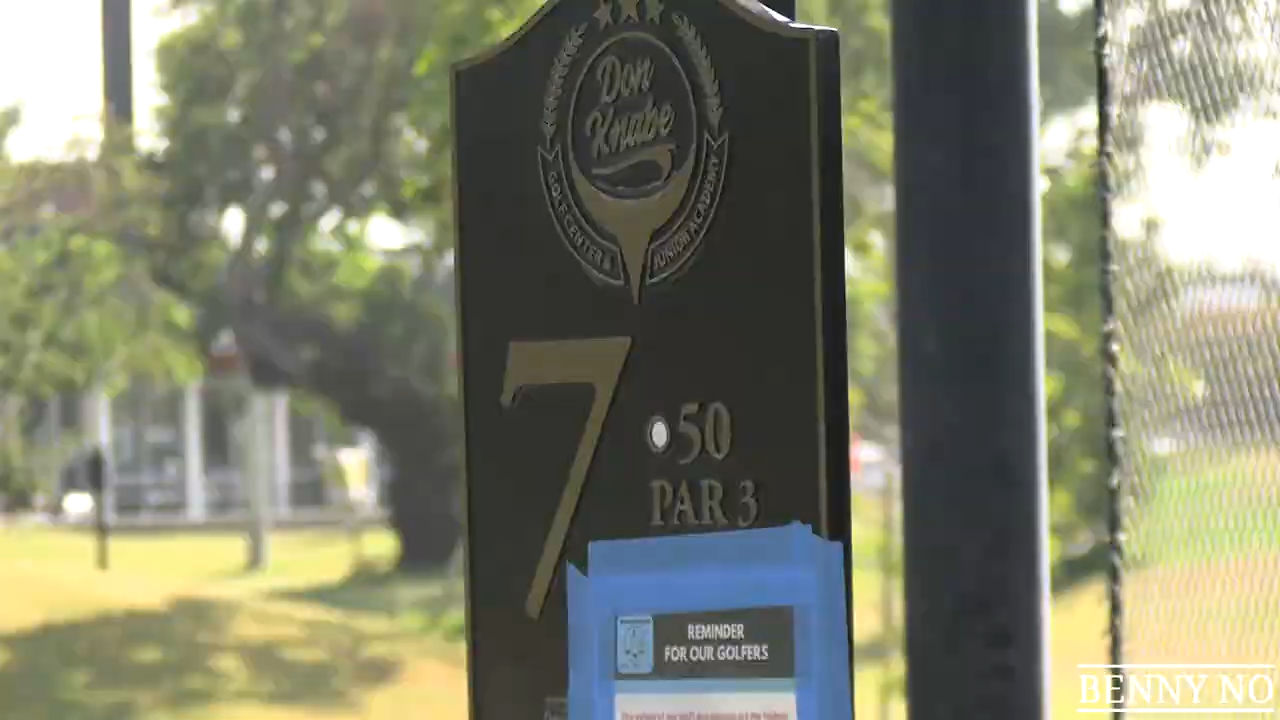 Don
Knabe
GOLF CENTER &
JUNIOR ACADEMY
7
50
PAR 3
REMINDER
FOR OUR GOLFERS
BENNY NO